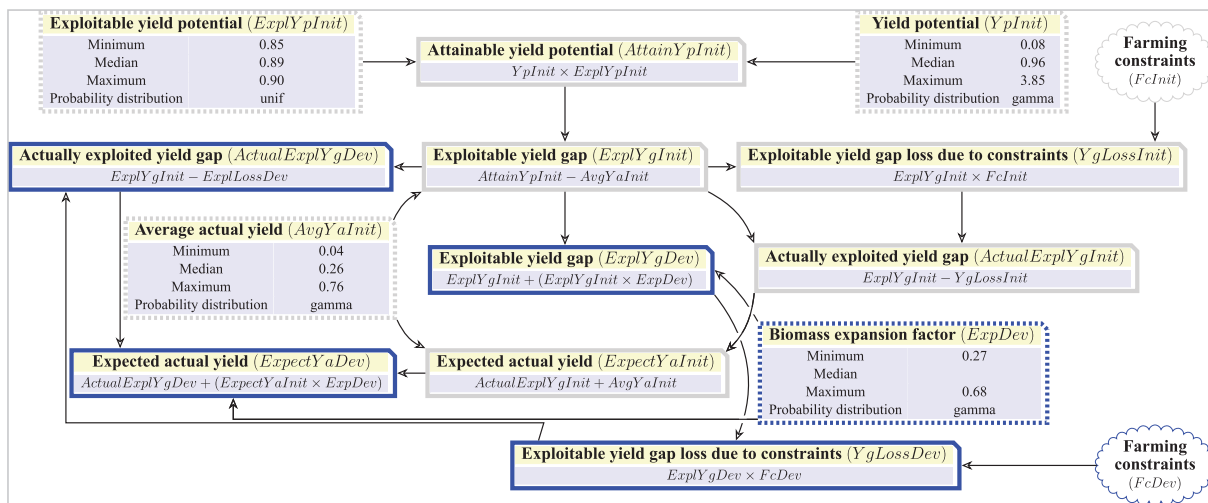 Exploitable yield potential (ExplYpInit)
Minimum 0.85
Median 0.89
Maximum 0.90
Probability distribution unif
Attainable yield potential (AttainYpInit)
YpInit × ExplYpInit
Yield potential (YpInit)
Minimum 0.08
Median 0.96
Maximum 3.85
Probability distribution gamma
Farming
constraints
(FcInit)
Actually exploited yield gap (ActualExplYgDev)
ExplYgInit − ExplLossDev
Exploitable yield gap (ExplYgInit)
AttainYpInit − AvgYaInit
Exploitable yield gap loss due to constraints (YgLossInit)
ExplYgInit × FcInit
Average actual yield (AvgYaInit)
Minimum 0.04
Median 0.26
Maximum 0.76
Probability distribution gamma
Exploitable yield gap (ExplYgDev)
ExplYgInit + (ExplYgInit × ExpDev)
Actually exploited yield gap (ActualExplYgInit)
ExplYgInit − YgLossInit
Expected actual yield (ExpectYaDev)
ActualExplYgDev + (ExpectYaInit × ExpDev)
Expected actual yield (ExpectYaInit)
ActualExplYgInit + AvgYaInit
Biomass expansion factor (ExpDev)
Minimum 0.27
Median
Maximum 0.68
Probability distribution gamma
Exploitable yield gap loss due to constraints (YgLossDev)
ExplYgDev × FcDev
Farming
constraints
(FcDev)